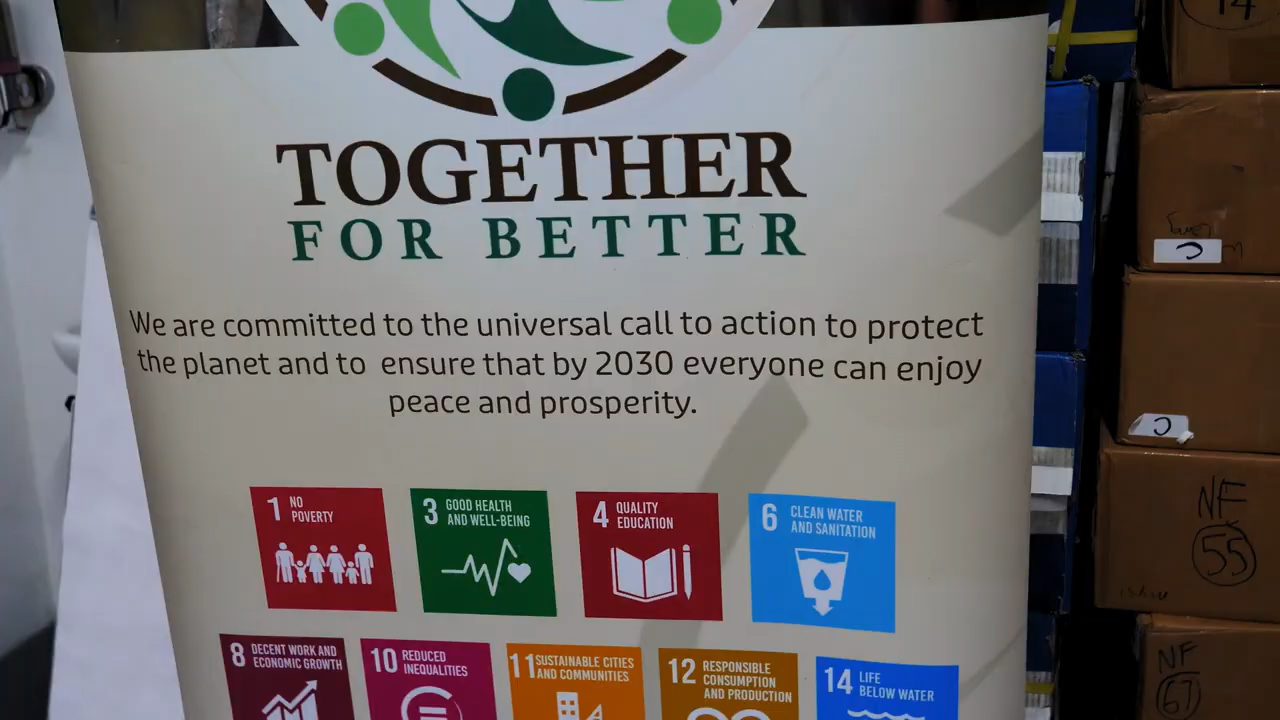 TOGETHER
FOR BETTER
We are committed to the universal call to action to protect
the planet and to ensure that by 2030 everyone can enjoy
peace and prosperity.
1 NO
POVERTY
3 GOOD HEALTH
AND WELL-BEING
4 QUALITY
EDUCATION
6 CLEAN WATER
AND SANITATION
8 DECENT WORK AND
ECONOMIC GROWTH
10 REDUCED
INEQUALITIES
11 SUSTAINABLE CITIES
AND COMMUNITIES
12 RESPONSIBLE
CONSUMPTION
AND PRODUCTION
14 LIFE
BELOW WATER
14
NF
55
NF
67